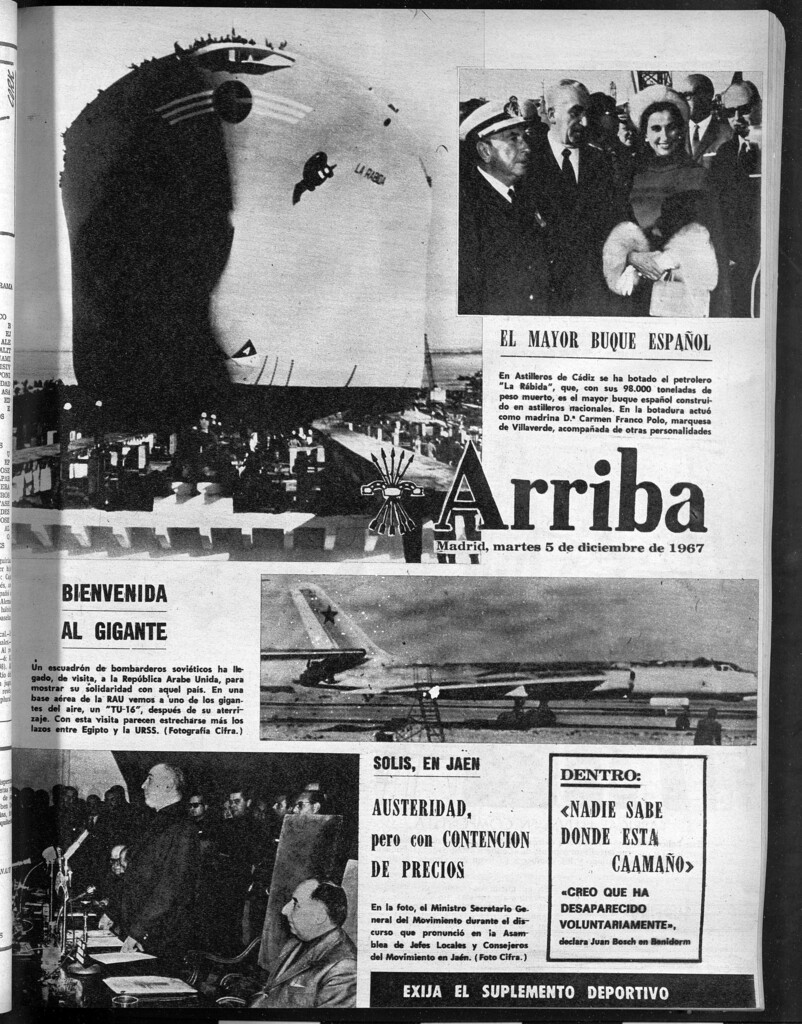 LA RABIDA
EL MAYOR BUQUE ESPAÑOL
En Astilleros de Cádiz se ha botado el petrolero
"La Rábida", que, con sus 98.000 toneladas de
peso muerto, es el mayor buque español construi-
do en astilleros nacionales. En la botadura actuó
como madrina D.ª Carmen Franco Polo, marquesa
de Villaverde, acompañada de otras personalidades
Arriba
Madrid, martes 5 de diciembre de 1967
BIENVENIDA
AL GIGANTE
Un escuadrón de bombarderos soviéticos ha lle-
gado, de visita, a la República Arabe Unida, para
mostrar su solidaridad con aquel país. En una
base aérea de la RAU vemos a uno de los gigan-
tes del aire, un "TU-16", después de su aterri-
zaje. Con esta visita parecen estrecharse más los
lazos entre Egipto y la URSS. (Fotografía Cifra.)
SOLIS, EN JAEN
AUSTERIDAD,
pero con CONTENCION
DE PRECIOS
En la foto, el Ministro Secretario Ge-
neral del Movimiento durante el dis-
curso que pronunció en la Asam-
blea de Jefes Locales y Consejeros
del Movimiento en Jaén. (Foto Cifra.)
DENTRO:
«NADIE SABE
DONDE ESTA
CAAMAÑO»
«CREO QUE HA
DESAPARECIDO
VOLUNTARIAMENTE»,
declara Juan Bosch en Benidorm
EXIJA EL SUPLEMENTO DEPORTIVO